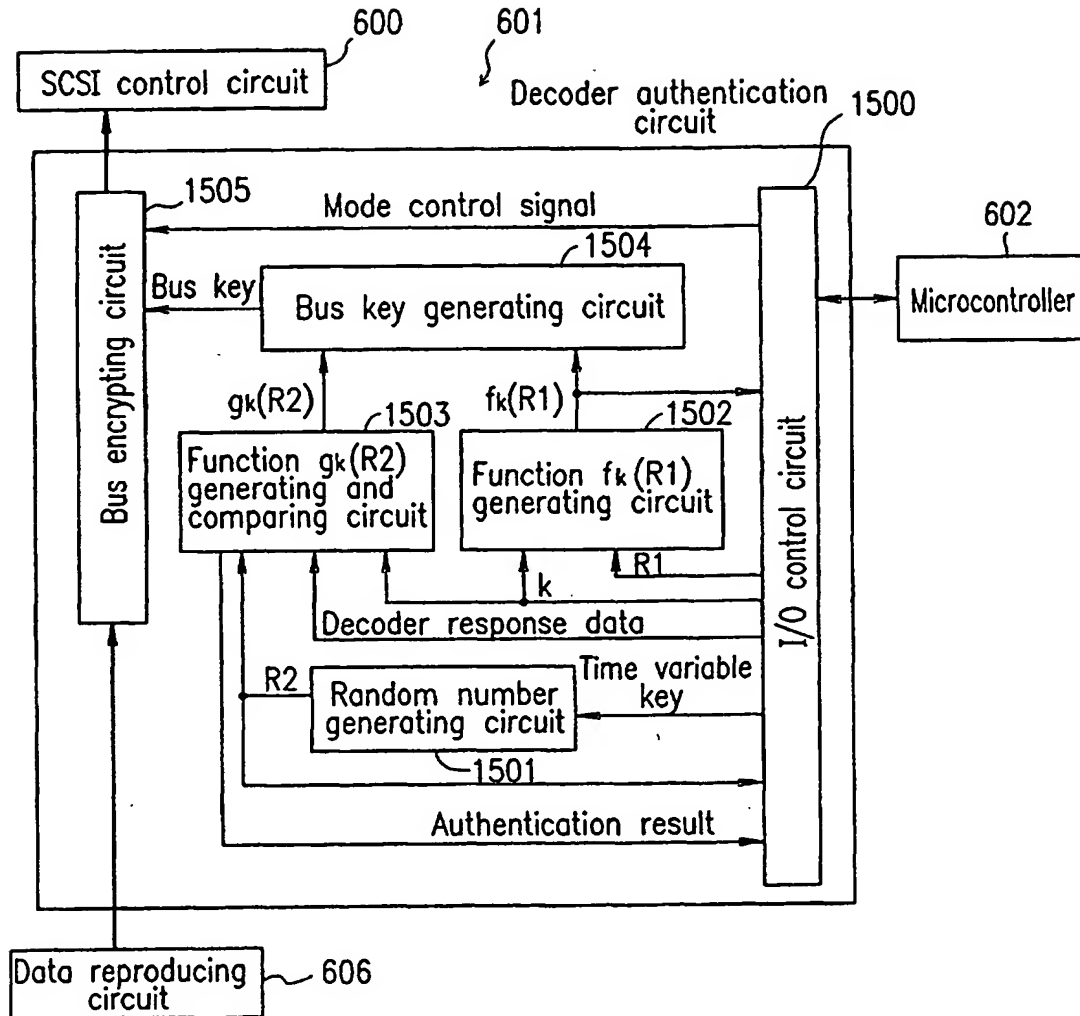 600
601
SCSI control circuit
Decoder authentication
circuit
1500
1505
Mode control signal
602
1504
Bus key
Bus key generating circuit
Microcontroller
Bus encrypting circuit
gk(R2)
fk(R1)
1503
1502
Function gk(R2)
generating and
comparing circuit
Function fk(R1)
generating circuit
I/O control circuit
R1
k
Decoder response data
Time variable
key
R2
Random number
generating circuit
1501
Authentication result
Data reproducing
circuit
606